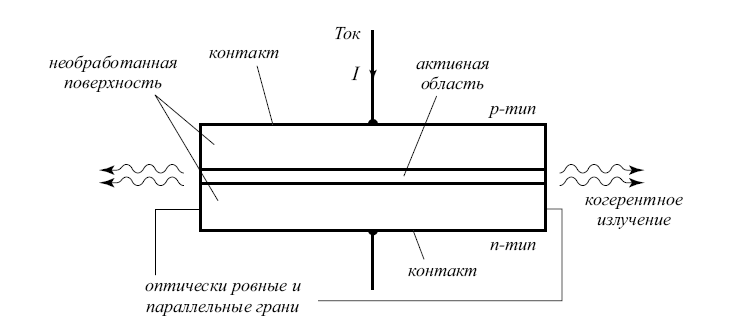 Ток
контакт
необработанная
поверхность
I
активная
область
p-тип
когерентное
излучение
n-тип
контакт
оптически ровные и
параллельные грани